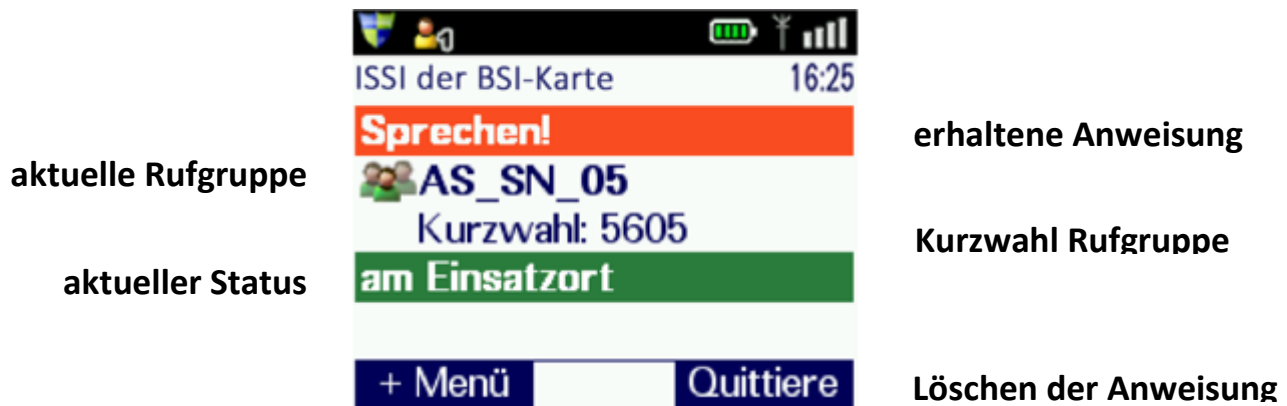 ISSI der BSI-Karte 16:25
Sprechen! erhaltene Anweisung
aktuelle Rufgruppe AS_SN_05
Kurzwahl: 5605 Kurzwahl Rufgruppe
aktueller Status am Einsatzort
+ Menü Quittiere Löschen der Anweisung